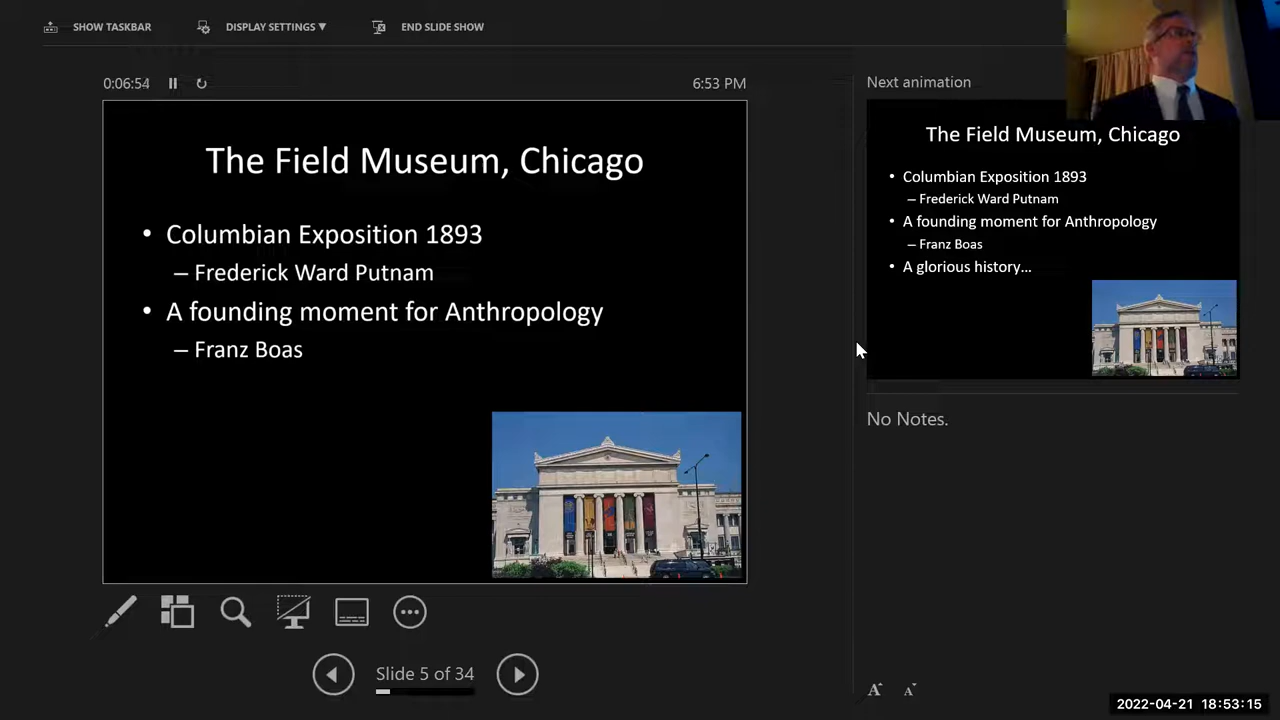 SHOW TASKBAR
DISPLAY SETTINGS ▼
END SLIDE SHOW
0:06:54
6:53 PM
The Field Museum, Chicago
• Columbian Exposition 1893
– Frederick Ward Putnam
• A founding moment for Anthropology
– Franz Boas
Slide 5 of 34
Next animation
The Field Museum, Chicago
• Columbian Exposition 1893
– Frederick Ward Putnam
• A founding moment for Anthropology
– Franz Boas
• A glorious history...
No Notes.
A A
2022-04-21 18:53:15